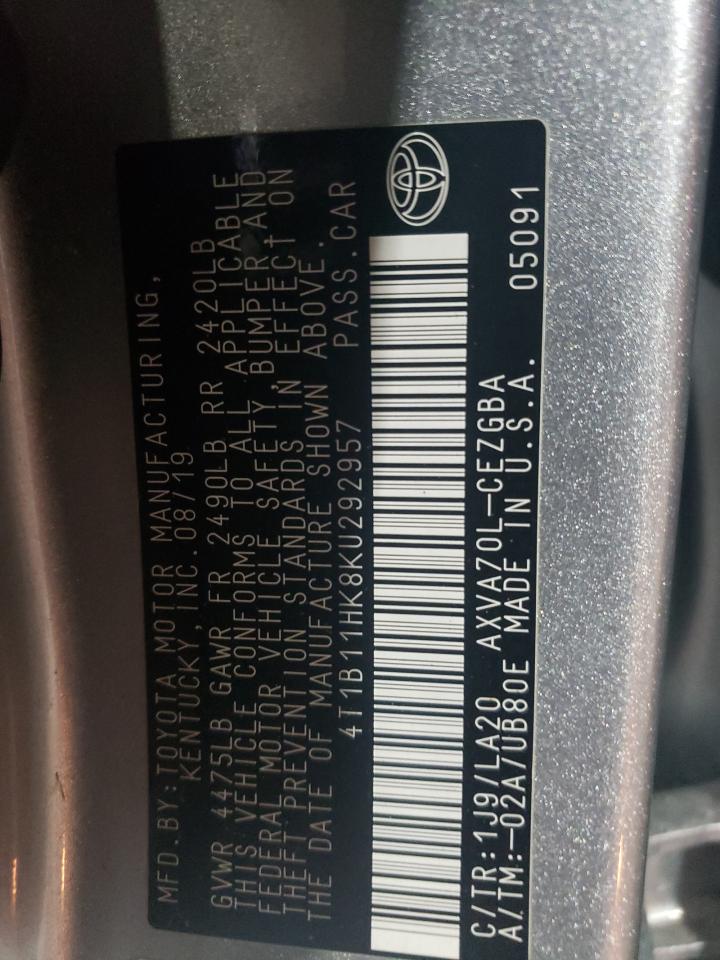 MFD.BY:TOYOTA MOTOR MANUFACTURING,
KENTUCKY,INC.08/19
GVWR 4475LB GAWR FR 2490LB RR 2420LB
THIS VEHICLE CONFORMS TO ALL APPLICABLE
FEDERAL MOTOR VEHICLE SAFETY,BUMPER AND
THEFT PREVENTION STANDARDS IN EFFECT ON
THE DATE OF MANUFACTURE SHOWN ABOVE.
4T1B11HK8KU292957 PASS.CAR
C/TR:1J9/LA20 AXVA70L-CEZGBA
A/TM:-02A/UB80E MADE IN U.S.A. 05091